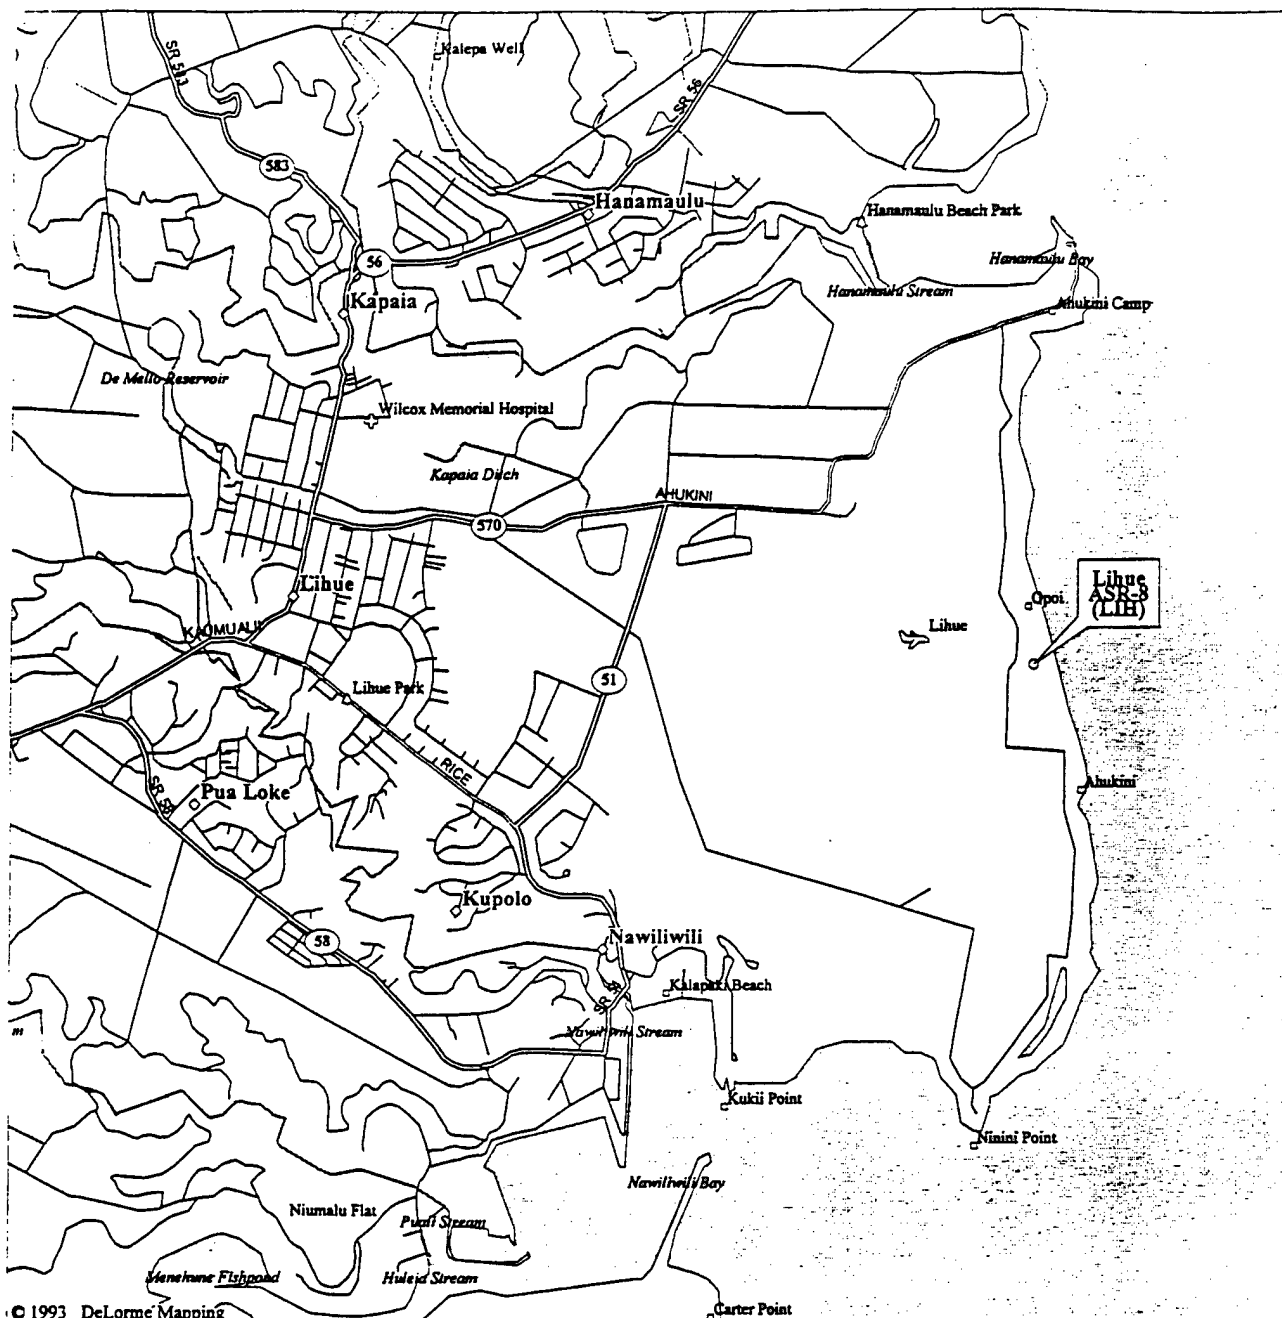 Kalepa Well
SR 583
SR 56
583
Hanamaulu
Hanamaulu Beach Park
56
Hanamaulu Bay
Kapaia
Hanamaulu Stream
Ahukini Camp
De Mello Reservoir
Wilcox Memorial Hospital
Kapaia Ditch
AHUKINI
570
Lihue
Lihue
ASR-8
(LIH)
Opoi
KAUMUALII
Lihue
51
Lihue Park
RICE
Pua Loke
SR 58
Ahukini
Kupolo
58
Nawiliwili
Kalapaki Beach
Nawiliwili Stream
m
Kukii Point
Ninini Point
Nawiliwili Bay
Niumalu Flat
Puali Stream
Menehune Fishpond
Huleia Stream
Carter Point
© 1993 DeLorme Mapping